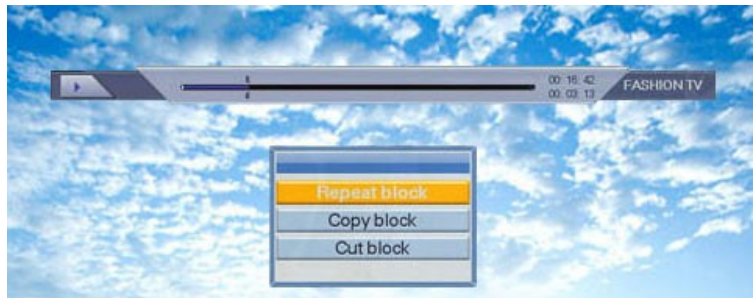 00: 16: 42
00: 03: 13
FASHION TV
Repeat block
Copy block
Cut block